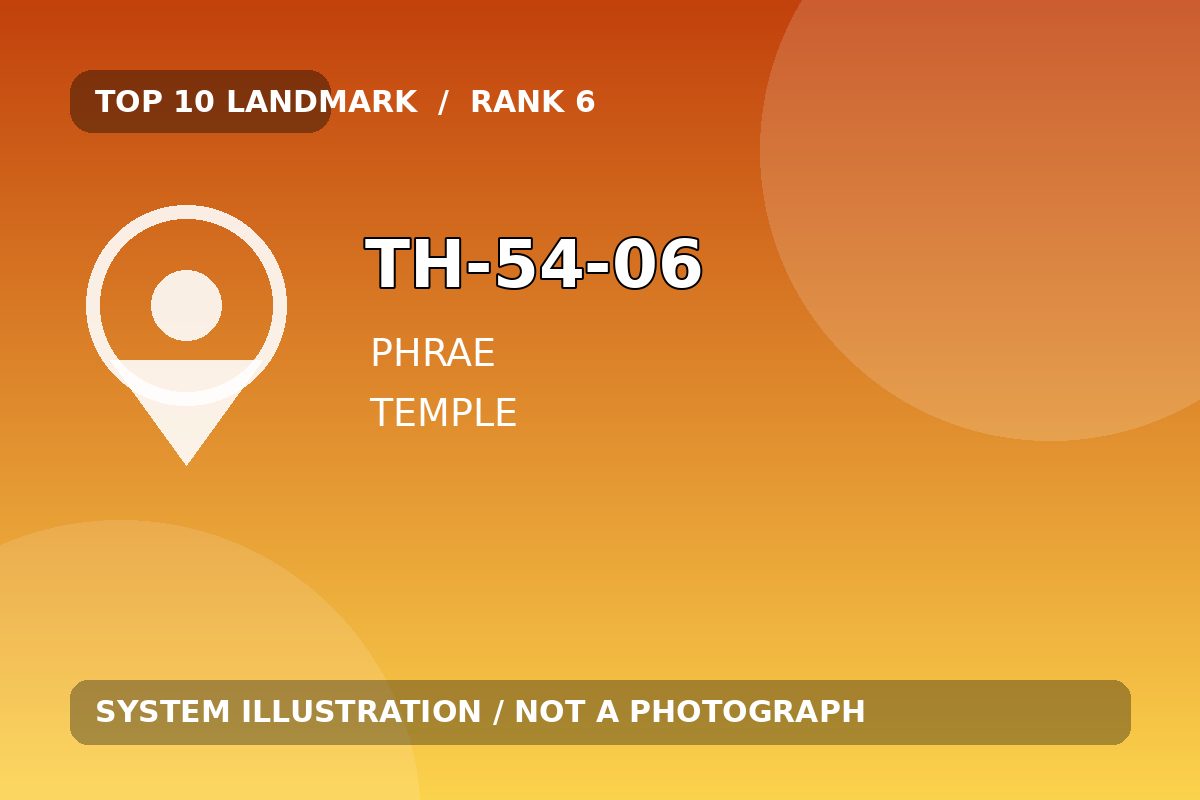 TOP 10 LANDMARK / RANK 6
TH-54-06
PHRAE
TEMPLE
SYSTEM ILLUSTRATION / NOT A PHOTOGRAPH